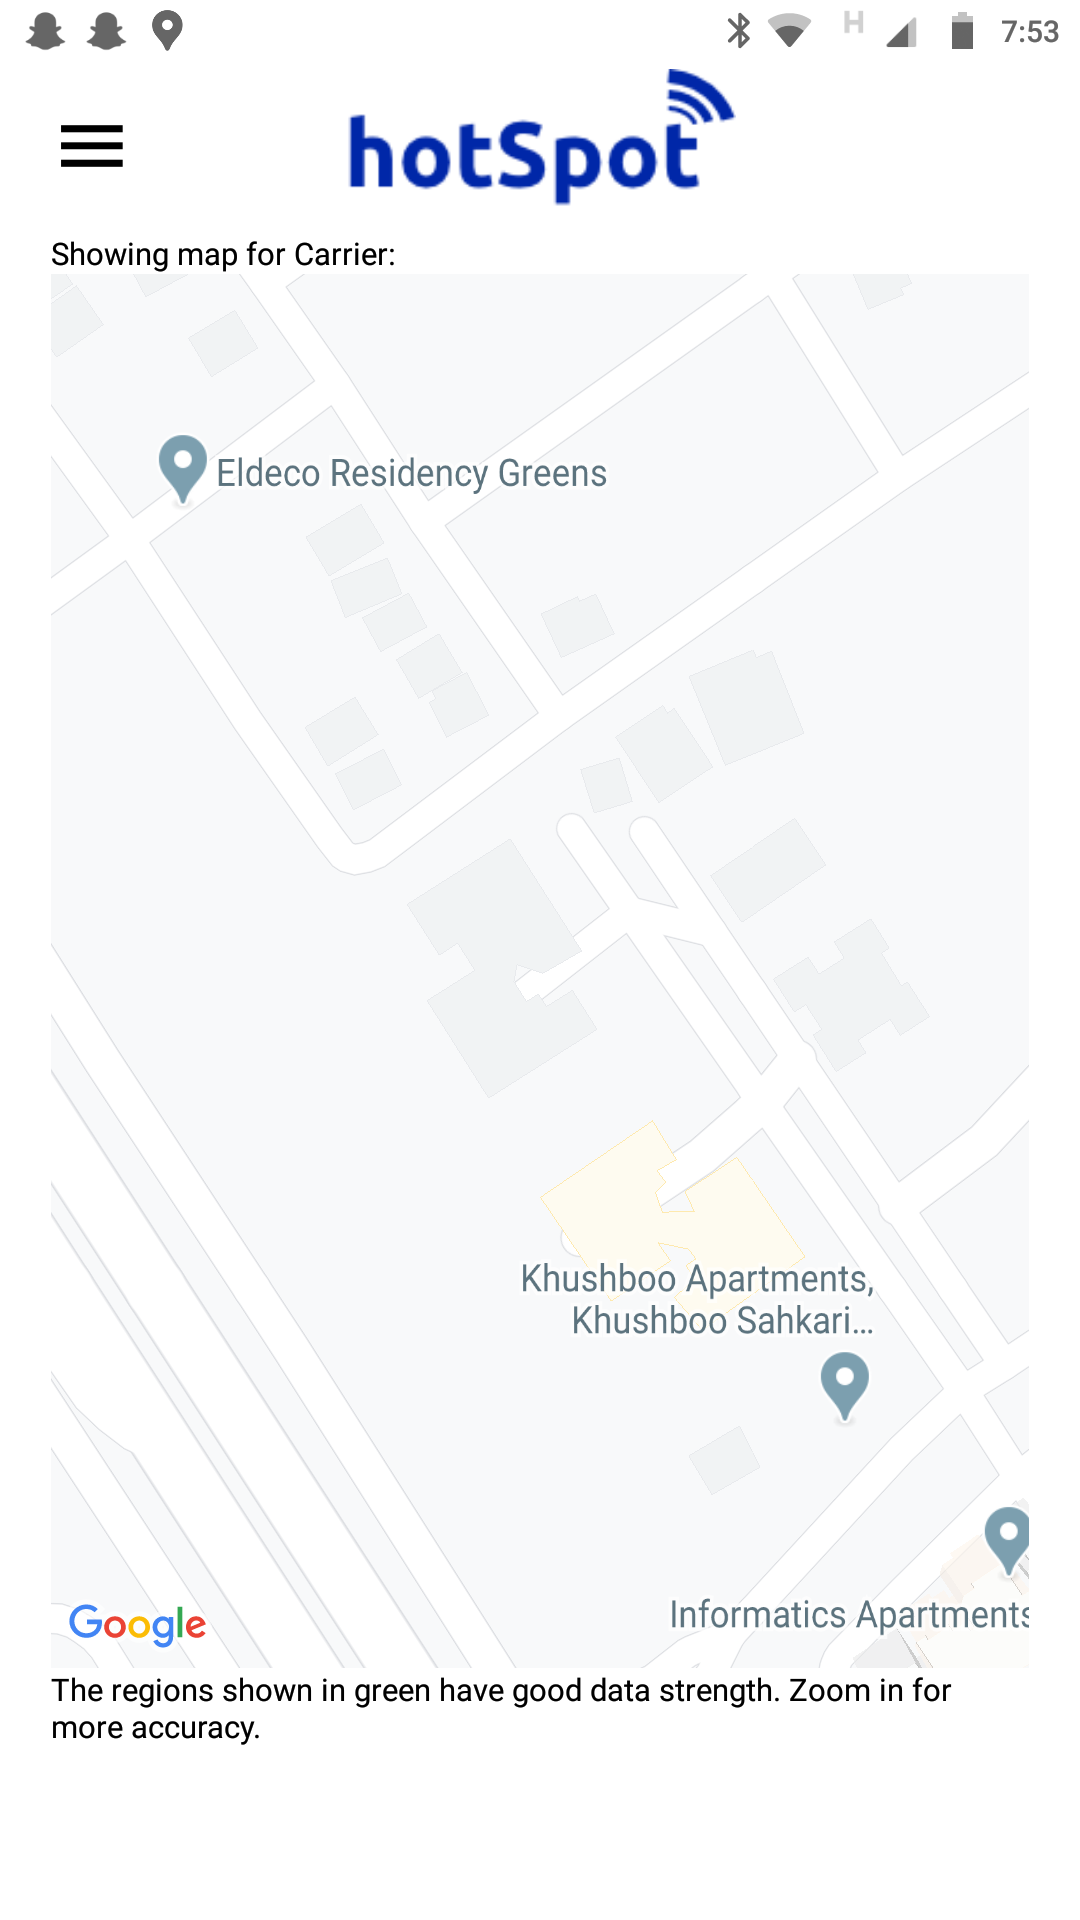 H 7:53
hotSpot
Showing map for Carrier:
Eldeco Residency Greens
Khushboo Apartments,
Khushboo Sahkari...
Informatics Apartments
Google
The regions shown in green have good data strength. Zoom in for
more accuracy.